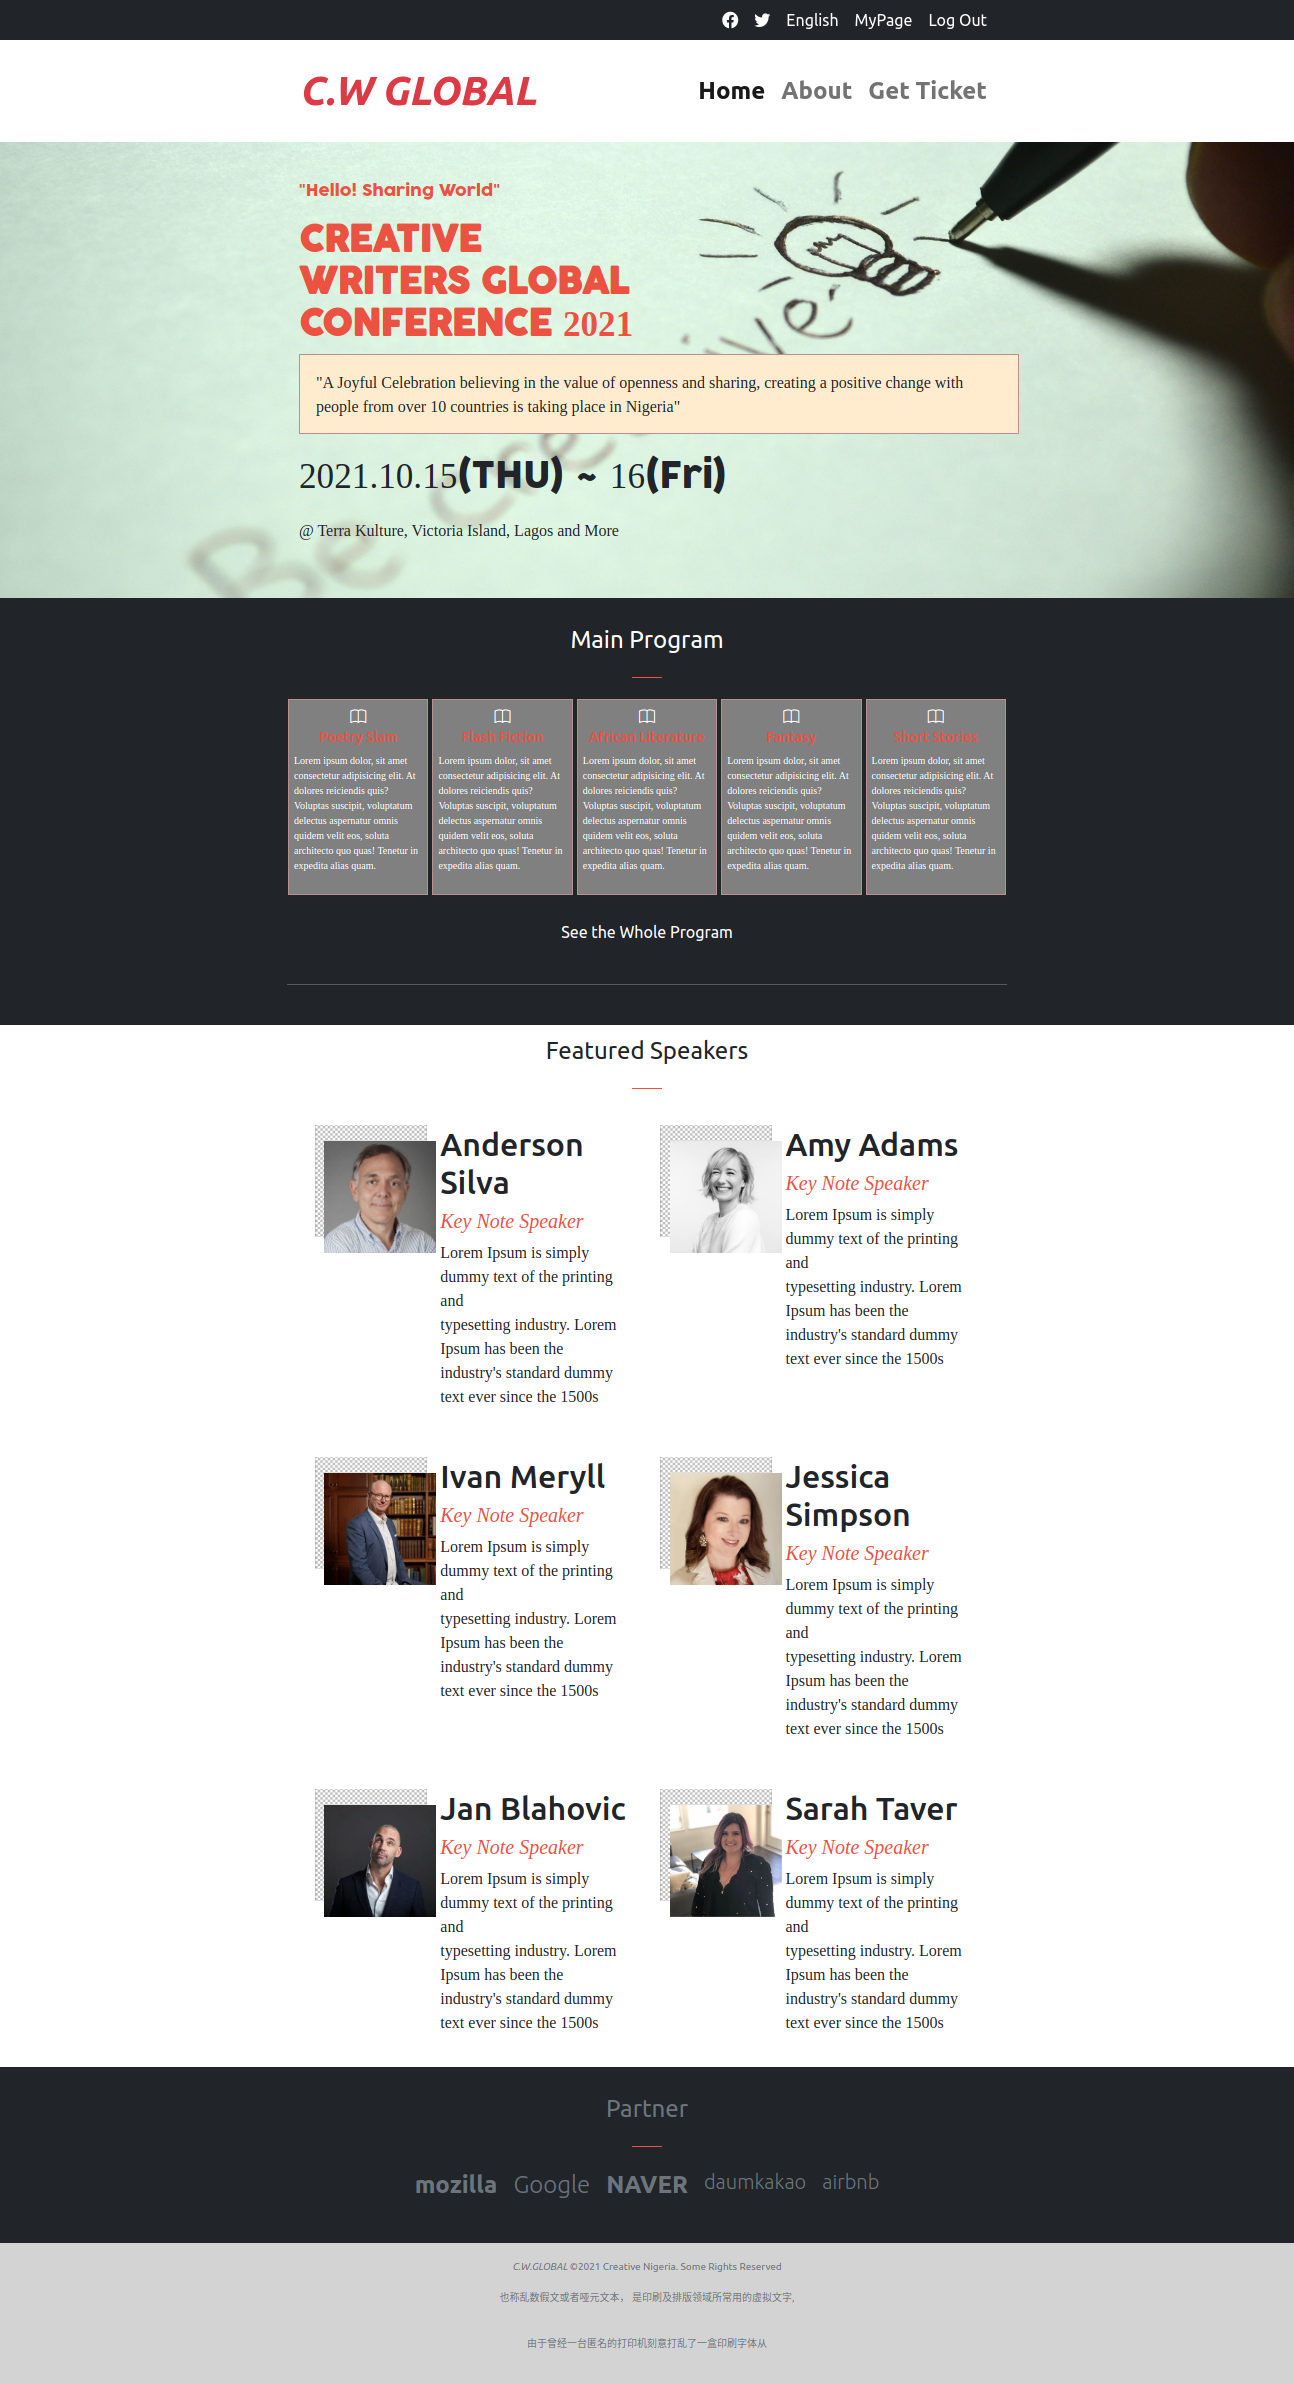 English MyPage Log Out
C.W GLOBAL
Home About Get Ticket
"Hello! Sharing World"
CREATIVE
WRITERS GLOBAL
CONFERENCE 2021
"A Joyful Celebration believing in the value of openness and sharing, creating a positive change with
people from over 10 countries is taking place in Nigeria"
2021.10.15(THU) ~ 16(Fri)
@ Terra Kulture, Victoria Island, Lagos and More
Be Creative
Main Program
Poetry Slam
Lorem ipsum dolor, sit amet
consectetur adipisicing elit. At
dolores reiciendis quis?
Voluptas suscipit, voluptatum
delectus aspernatur omnis
quidem velit eos, soluta
architecto quo quas! Tenetur in
expedita alias quam.
Flash Fiction
Lorem ipsum dolor, sit amet
consectetur adipisicing elit. At
dolores reiciendis quis?
Voluptas suscipit, voluptatum
delectus aspernatur omnis
quidem velit eos, soluta
architecto quo quas! Tenetur in
expedita alias quam.
African Literature
Lorem ipsum dolor, sit amet
consectetur adipisicing elit. At
dolores reiciendis quis?
Voluptas suscipit, voluptatum
delectus aspernatur omnis
quidem velit eos, soluta
architecto quo quas! Tenetur in
expedita alias quam.
Fantasy
Lorem ipsum dolor, sit amet
consectetur adipisicing elit. At
dolores reiciendis quis?
Voluptas suscipit, voluptatum
delectus aspernatur omnis
quidem velit eos, soluta
architecto quo quas! Tenetur in
expedita alias quam.
Short Stories
Lorem ipsum dolor, sit amet
consectetur adipisicing elit. At
dolores reiciendis quis?
Voluptas suscipit, voluptatum
delectus aspernatur omnis
quidem velit eos, soluta
architecto quo quas! Tenetur in
expedita alias quam.
See the Whole Program
Featured Speakers
Anderson
Silva
Key Note Speaker
Lorem Ipsum is simply
dummy text of the printing
and
typesetting industry. Lorem
Ipsum has been the
industry's standard dummy
text ever since the 1500s
Amy Adams
Key Note Speaker
Lorem Ipsum is simply
dummy text of the printing
and
typesetting industry. Lorem
Ipsum has been the
industry's standard dummy
text ever since the 1500s
Ivan Meryll
Key Note Speaker
Lorem Ipsum is simply
dummy text of the printing
and
typesetting industry. Lorem
Ipsum has been the
industry's standard dummy
text ever since the 1500s
Jessica
Simpson
Key Note Speaker
Lorem Ipsum is simply
dummy text of the printing
and
typesetting industry. Lorem
Ipsum has been the
industry's standard dummy
text ever since the 1500s
Jan Blahovic
Key Note Speaker
Lorem Ipsum is simply
dummy text of the printing
and
typesetting industry. Lorem
Ipsum has been the
industry's standard dummy
text ever since the 1500s
Sarah Taver
Key Note Speaker
Lorem Ipsum is simply
dummy text of the printing
and
typesetting industry. Lorem
Ipsum has been the
industry's standard dummy
text ever since the 1500s
Partner
mozilla Google NAVER daumkakao airbnb
C.W.GLOBAL ©2021 Creative Nigeria. Some Rights Reserved
也称乱数假文或者哑元文本， 是印刷及排版领域所常用的虚拟文字,
由于曾经一台匿名的打印机刻意打乱了一盒印刷字体从